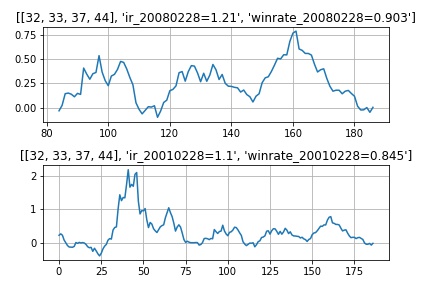 [[32, 33, 37, 44], 'ir_20080228=1.21', 'winrate_20080228=0.903']
0.75
0.50
0.25
0.00
80 100 120 140 160 180
[[32, 33, 37, 44], 'ir_20010228=1.1', 'winrate_20010228=0.845']
2
1
0
0 25 50 75 100 125 150 175